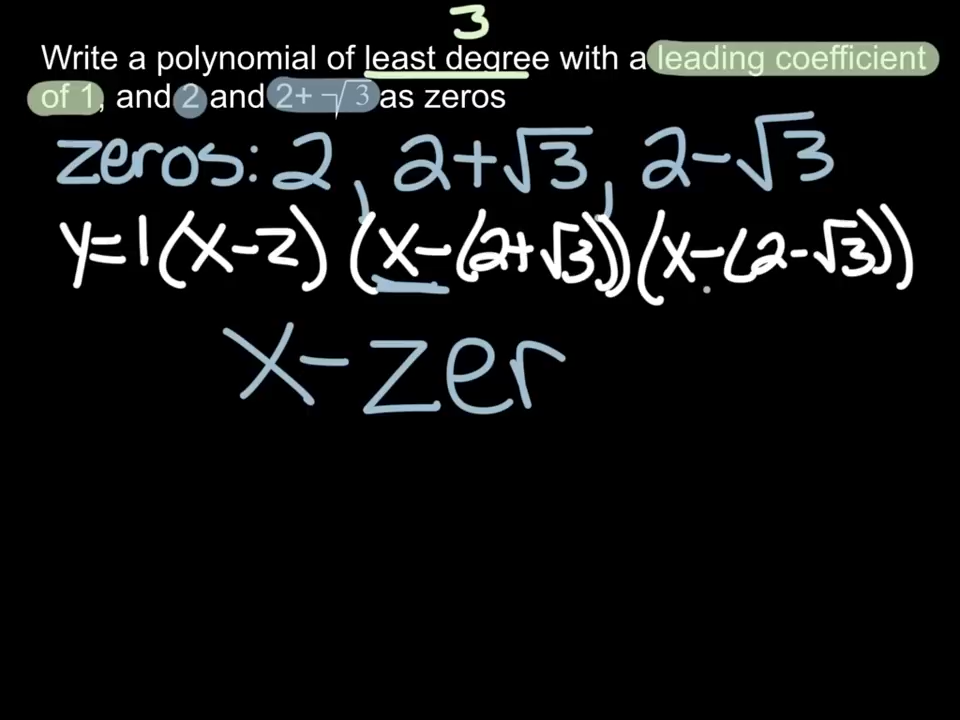 3
Write a polynomial of least degree with a leading coefficient
of 1, and 2 and 2+ √3 as zeros
zeros: 2, 2+√3, 2-√3
y=1(x-2) (x-(2+√3))(x-(2-√3))
x-zer